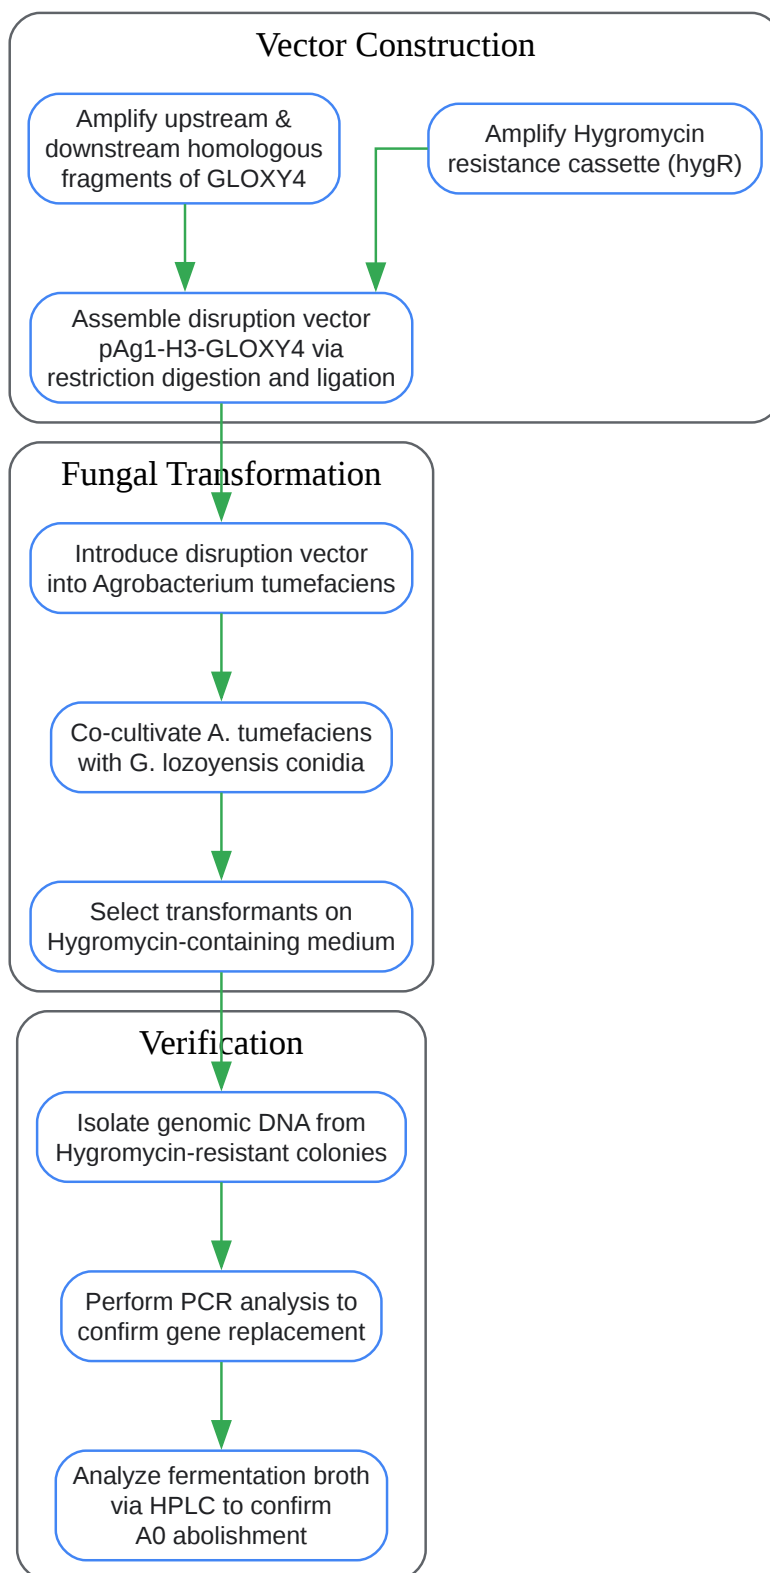 Vector Construction
Amplify upstream &
downstream homologous
fragments of GLOXY4
Amplify Hygromycin
resistance cassette (hygR)
Assemble disruption vector
pAg1-H3-GLOXY4 via
restriction digestion and ligation
Fungal Transformation
Introduce disruption vector
into Agrobacterium tumefaciens
Co-cultivate A. tumefaciens
with G. lozoyensis conidia
Select transformants on
Hygromycin-containing medium
Verification
Isolate genomic DNA from
Hygromycin-resistant colonies
Perform PCR analysis to
confirm gene replacement
Analyze fermentation broth
via HPLC to confirm
A0 abolishment